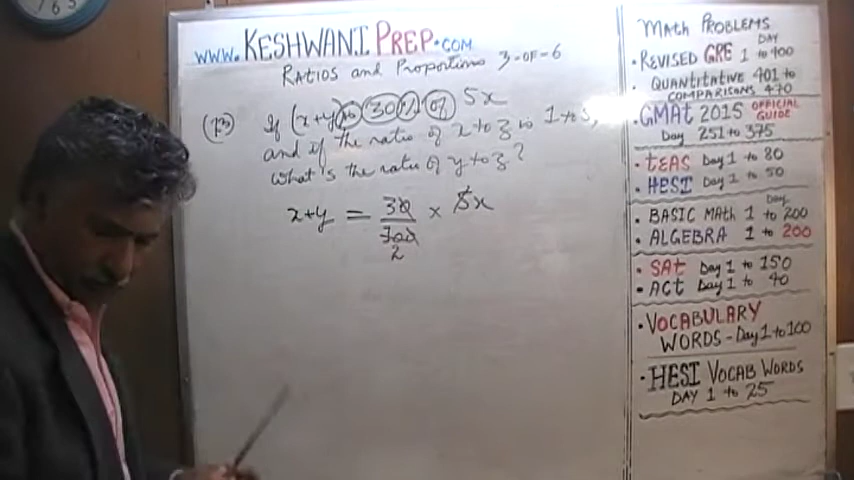 www.KESHWANIPREP.COM
RATIOS and Proportions 3-OF-6
If (x+y) is 30% of 5x
and if the ratio of x to z is 1 to 5,
What is the ratio of y to z?
x+y = 30/100 × 5x
2
MATH PROBLEMS
DAY
• REVISED GRE 1 to 400
• QUANTITATIVE 401 to
COMPARISONS 470
• GMAT 2015 OFFICIAL GUIDE
Day 251 to 375
• TEAS Day 1 to 80
• HESI Day 1 to 50
Day
• BASIC MATH 1 to 200
• ALGEBRA 1 to 200
• SAT Day 1 to 150
• ACT Day 1 to 40
• VOCABULARY
WORDS - Day 1 to 100
• HESI VOCAB WORDS
DAY 1 to 25